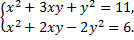 x² + 3xy + y² = 11,
x² + 2xy - 2y² = 6.